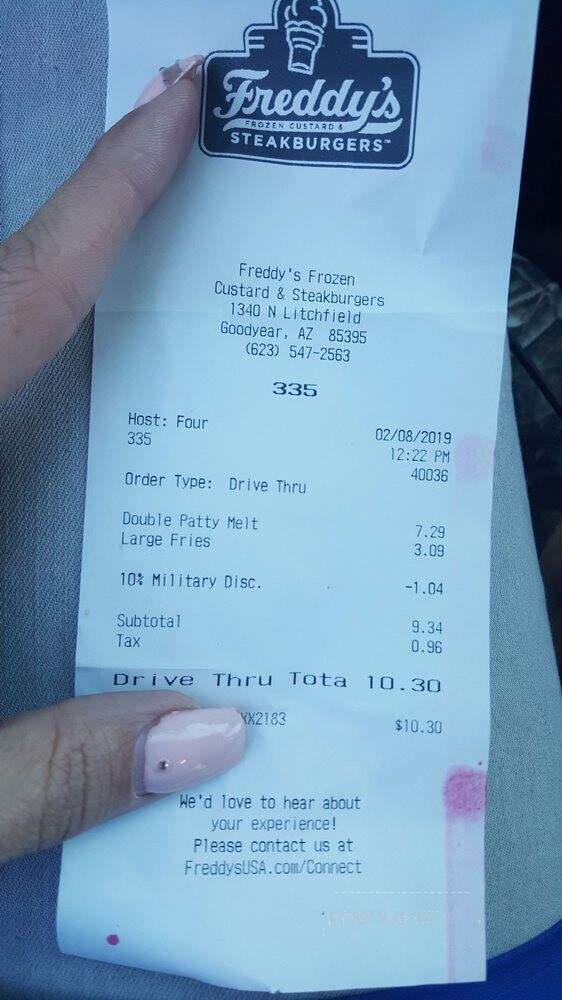 Freddy's
FROZEN CUSTARD &
STEAKBURGERS™
Freddy's Frozen
Custard & Steakburgers
1340 N Litchfield
Goodyear, AZ 85395
(623) 547-2563
335
Host: Four 02/08/2019
335 12:22 PM
40036
Order Type: Drive Thru
Double Patty Melt 7.29
Large Fries 3.09
10% Military Disc. -1.04
Subtotal 9.34
Tax 0.96
Drive Thru Tota 10.30
XX2183 $10.30
We'd love to hear about
your experience!
Please contact us at
FreddysUSA.com/Connect